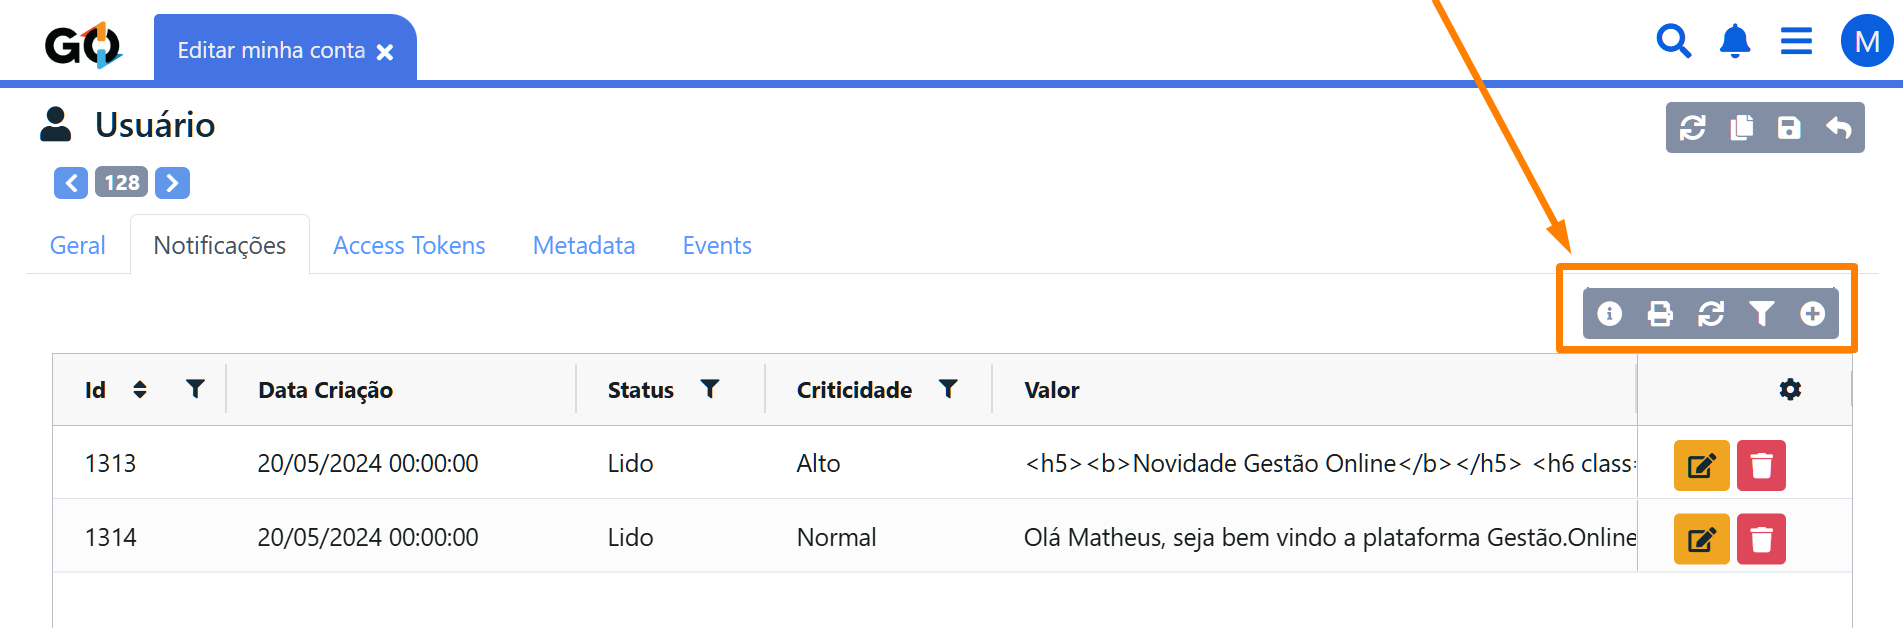 GO
Editar minha conta
M
Usuário
128
Geral Notificações Access Tokens Metadata Events
Id Data Criação Status Criticidade Valor
1313 20/05/2024 00:00:00 Lido Alto <h5><b>Novidade Gestão Online</b></h5> <h6 class=
1314 20/05/2024 00:00:00 Lido Normal Olá Matheus, seja bem vindo a plataforma Gestão.Online